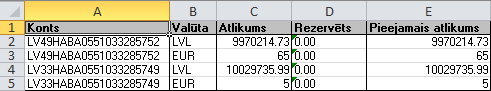 A B C D E
1 Konts Valūta Atlikums Rezervēts Pieejamais atlikums
2 LV49HABA0551033285752 LVL 9970214.73 0.00 9970214.73
3 LV49HABA0551033285752 EUR 65 0.00 65
4 LV33HABA0551033285749 LVL 10029735.99 0.00 10029735.99
5 LV33HABA0551033285749 EUR 5 0.00 5